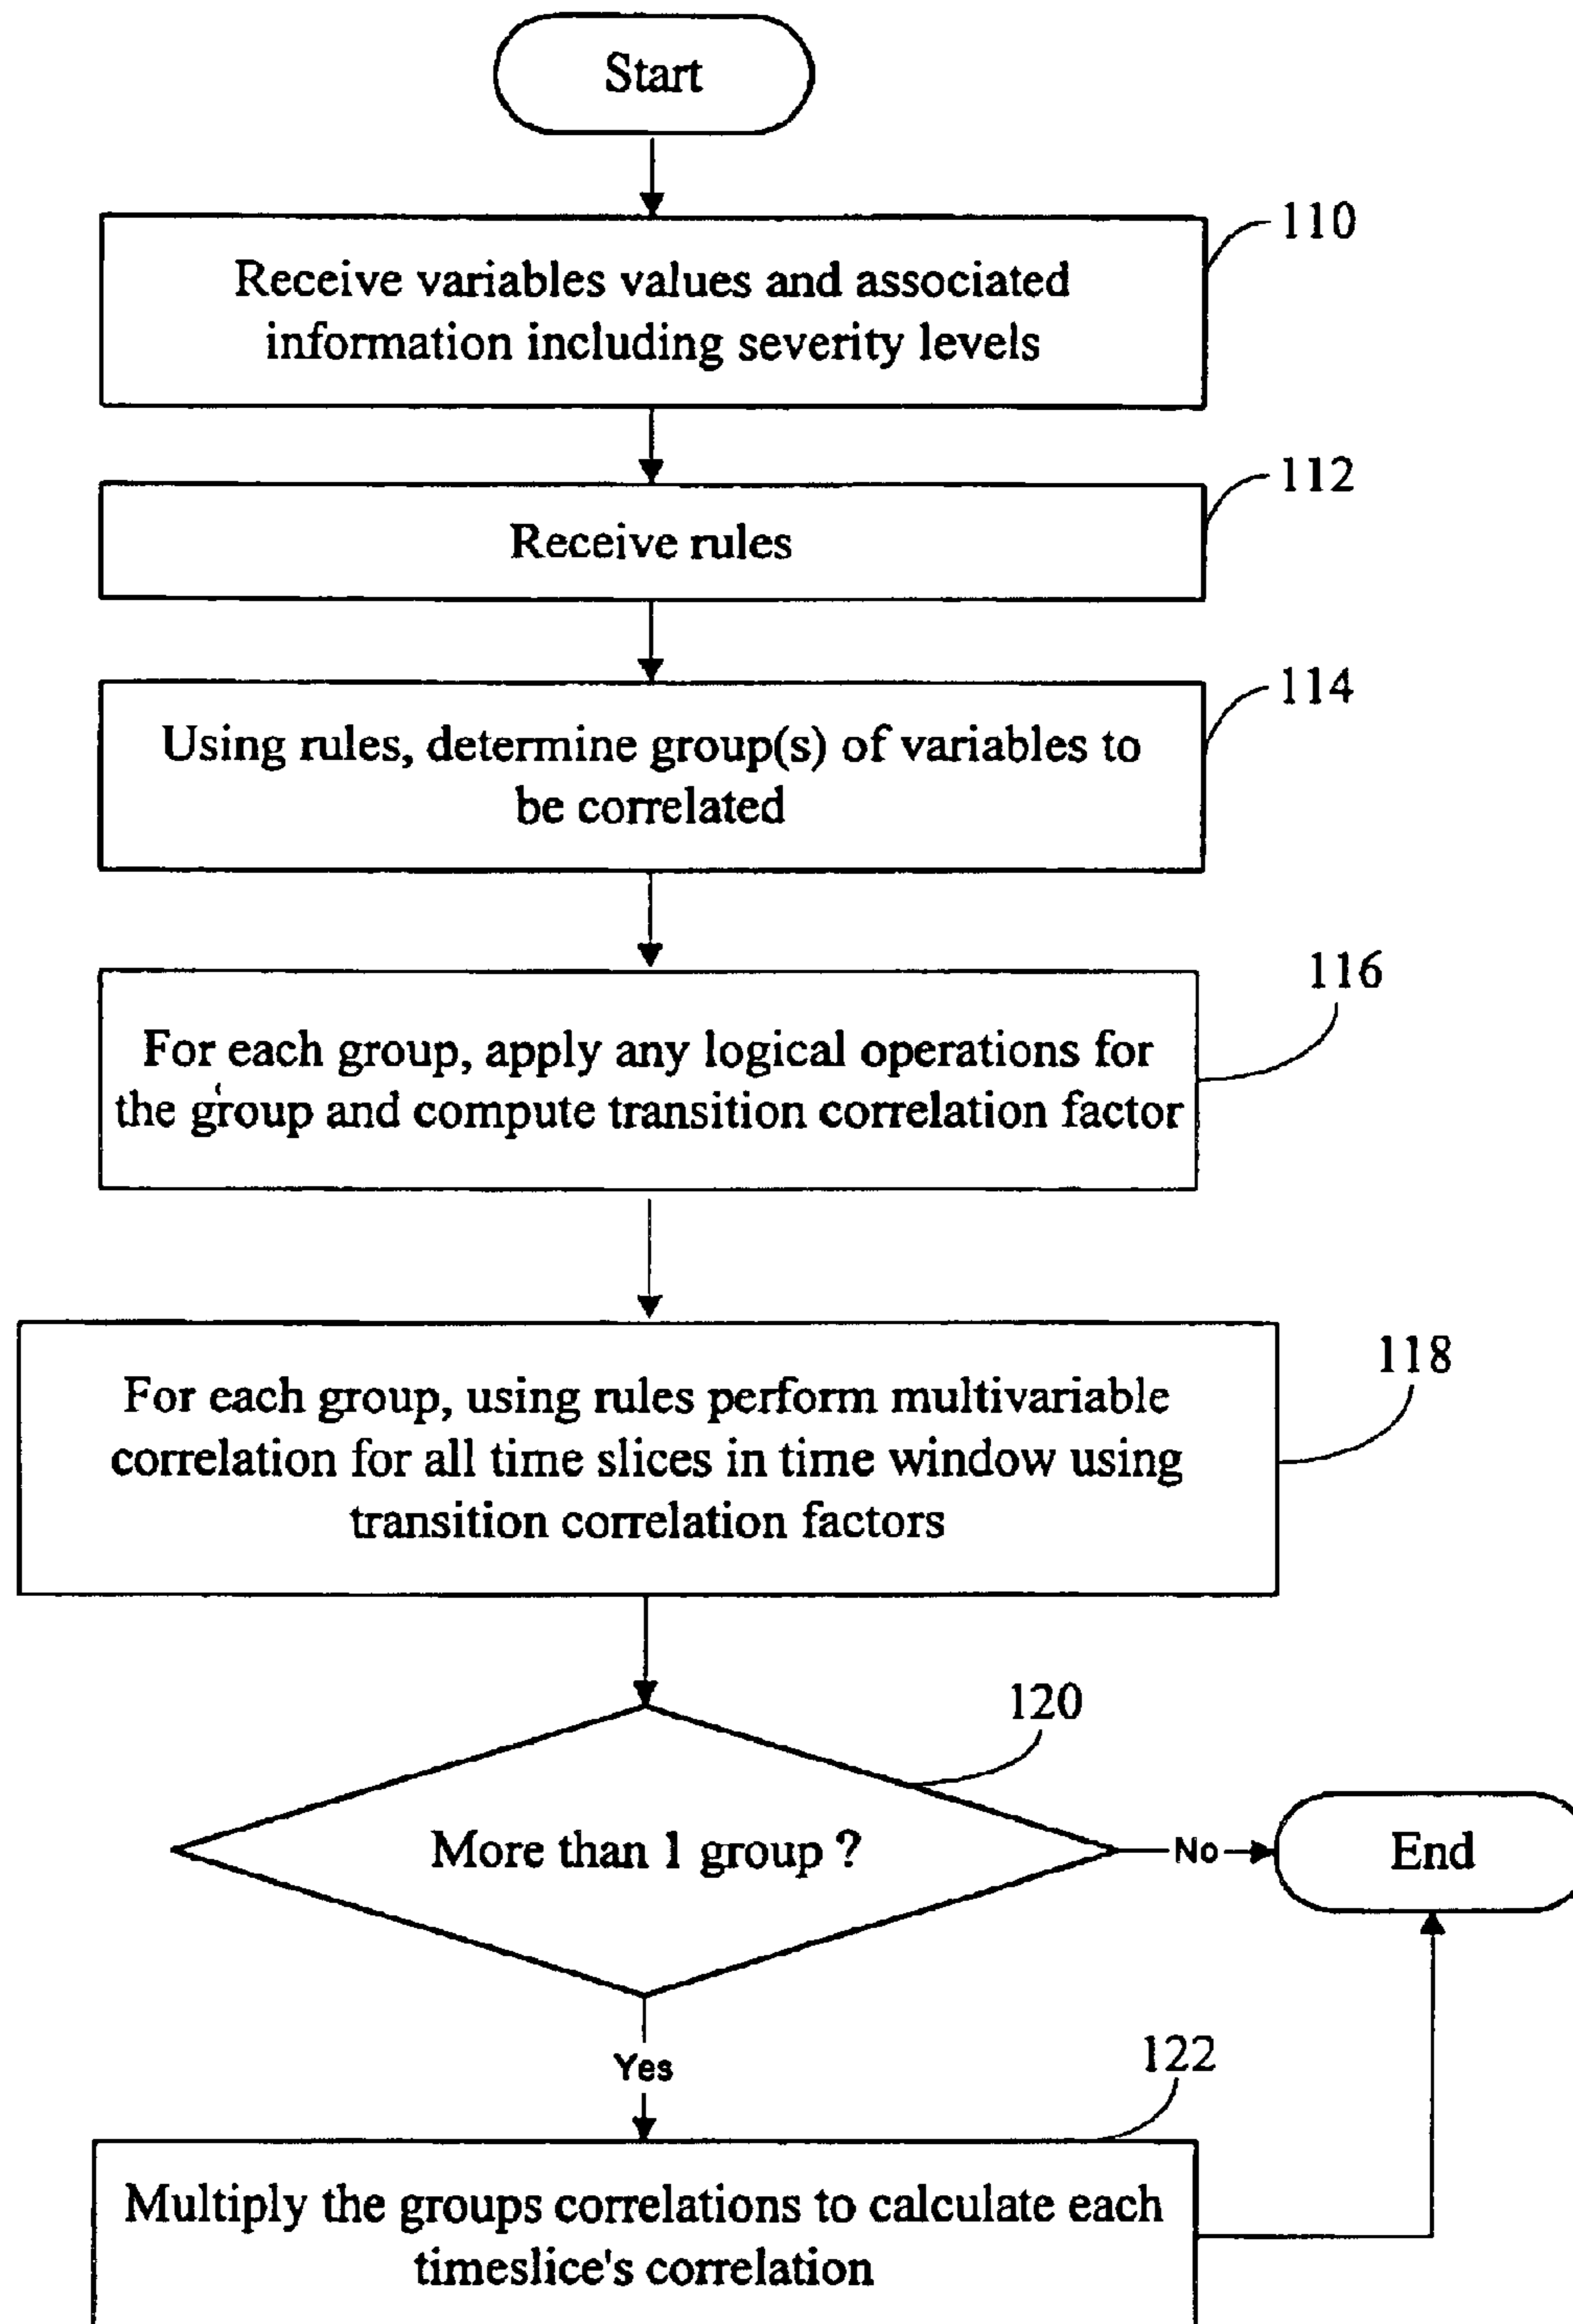 Start
110
Receive variables values and associated
information including severity levels
112
Receive rules
114
Using rules, determine group(s) of variables to
be correlated
116
For each group, apply any logical operations for
the group and compute transition correlation factor
118
For each group, using rules perform multivariable
correlation for all time slices in time window using
transition correlation factors
120
More than 1 group ?
No
End
Yes
122
Multiply the groups correlations to calculate each
timeslice's correlation